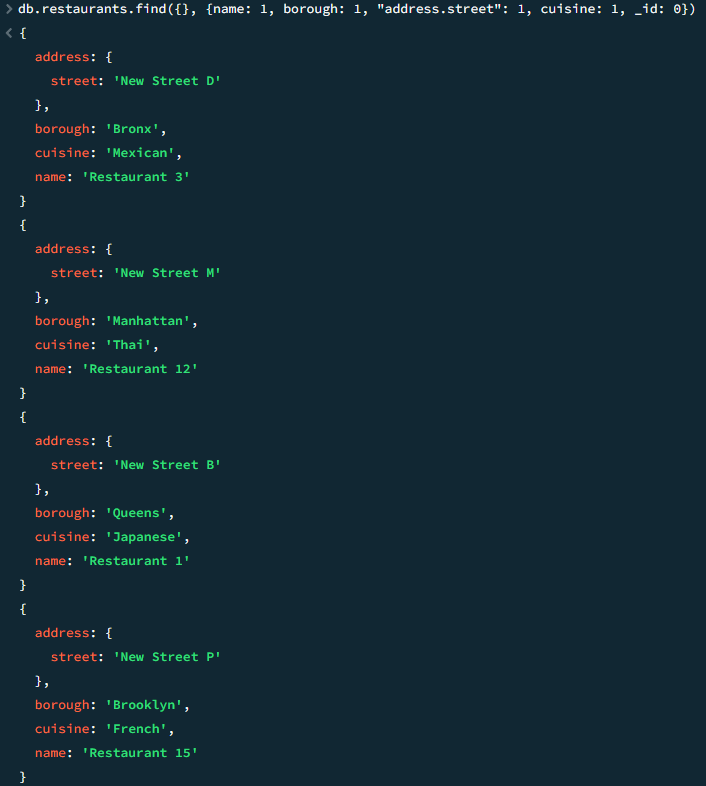 > db.restaurants.find({}, {name: 1, borough: 1, "address.street": 1, cuisine: 1, _id: 0})
< {
address: {
street: 'New Street D'
},
borough: 'Bronx',
cuisine: 'Mexican',
name: 'Restaurant 3'
}
{
address: {
street: 'New Street M'
},
borough: 'Manhattan',
cuisine: 'Thai',
name: 'Restaurant 12'
}
{
address: {
street: 'New Street B'
},
borough: 'Queens',
cuisine: 'Japanese',
name: 'Restaurant 1'
}
{
address: {
street: 'New Street P'
},
borough: 'Brooklyn',
cuisine: 'French',
name: 'Restaurant 15'
}